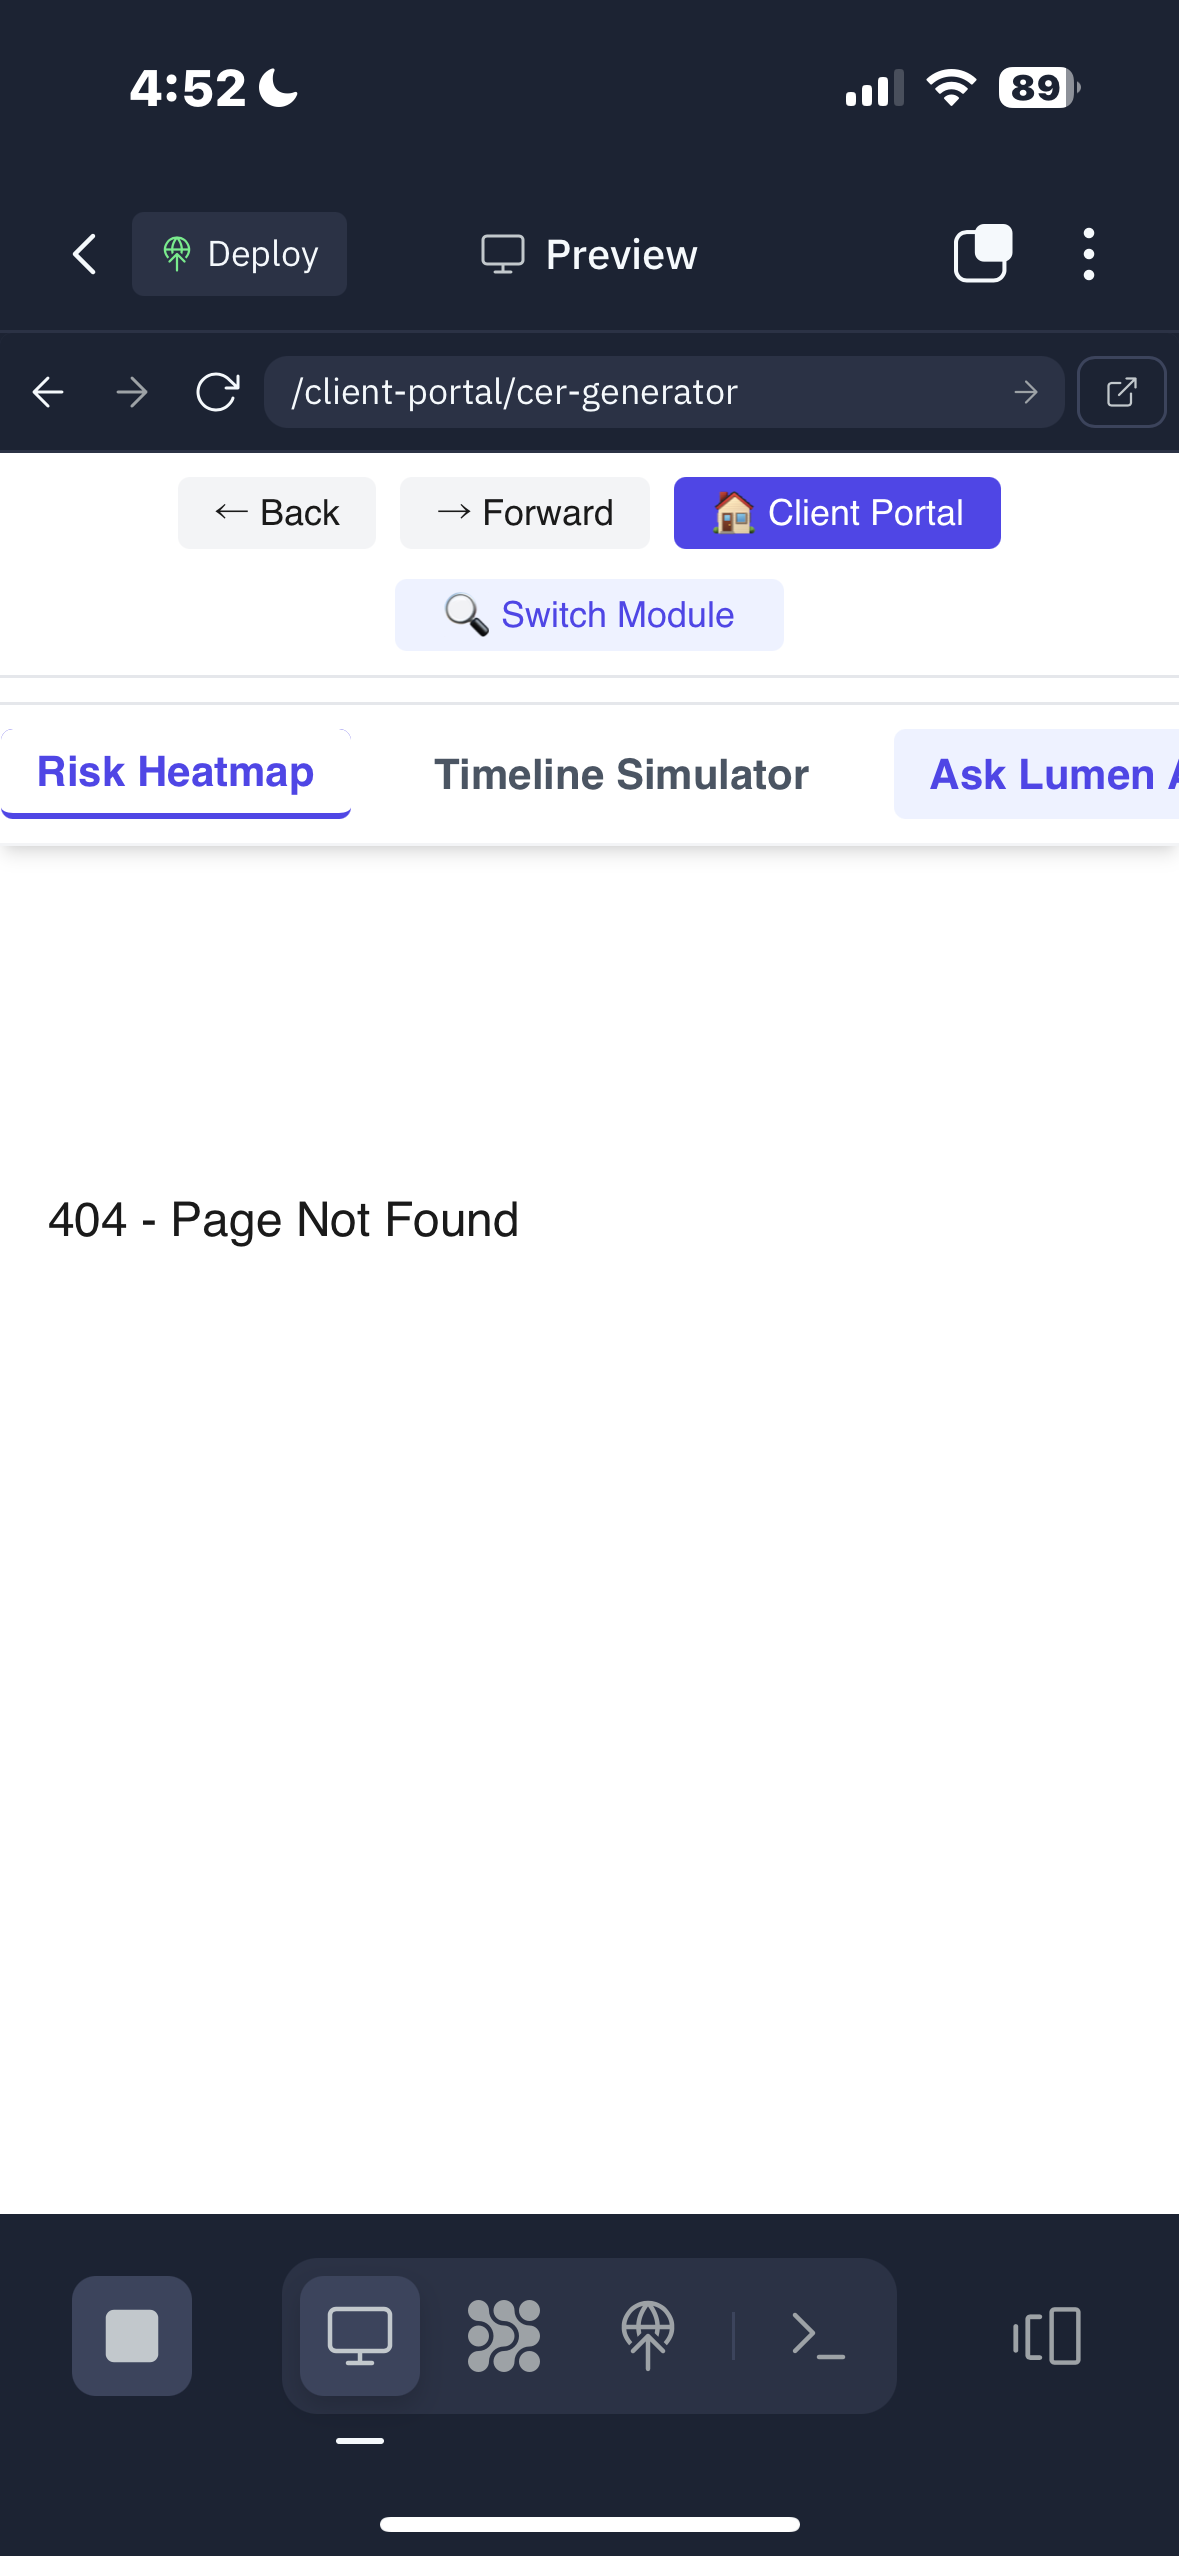 4:52
89
Deploy
Preview
/client-portal/cer-generator
← Back
→ Forward
Client Portal
Switch Module
Risk Heatmap
Timeline Simulator
Ask Lumen
404 - Page Not Found